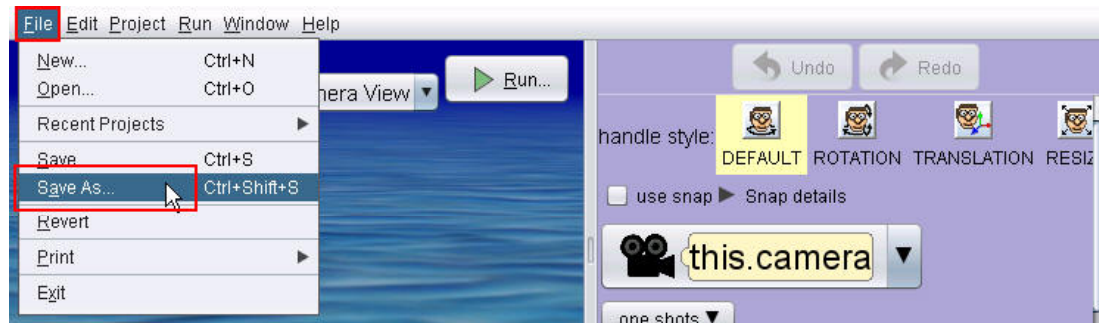 File Edit Project Run Window Help
New... Ctrl+N
Open... Ctrl+O
Recent Projects
Save Ctrl+S
Save As... Ctrl+Shift+S
Revert
Print
Exit
nera View
Run...
Undo Redo
handle style:
DEFAULT ROTATION TRANSLATION RESIZ
use snap Snap details
this.camera
one shots